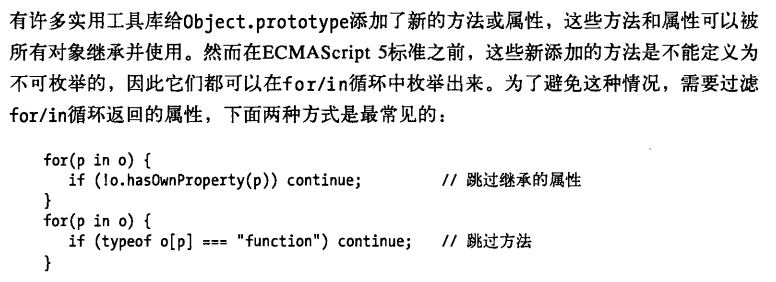 有许多实用工具库给Object.prototype添加了新的方法或属性，这些方法和属性可以被
所有对象继承并使用。然而在ECMAScript 5标准之前，这些新添加的方法是不能定义为
不可枚举的，因此它们都可以在for/in循环中枚举出来。为了避免这种情况，需要过滤
for/in循环返回的属性，下面两种方式是最常见的：
for(p in o) {
if (!o.hasOwnProperty(p)) continue; // 跳过继承的属性
}
for(p in o) {
if (typeof o[p] === "function") continue; // 跳过方法
}